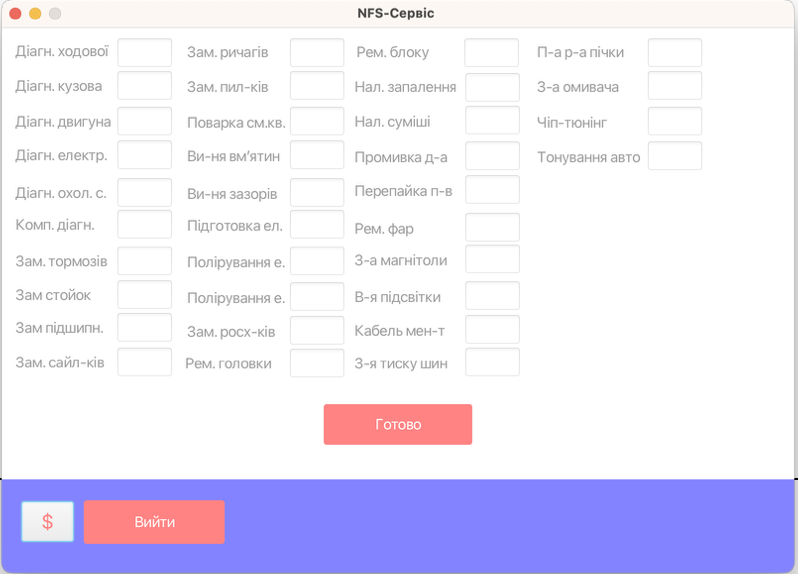 NFS-Сервіс
Діагн. ходової
Діагн. кузова
Діагн. двигуна
Діагн. електр.
Діагн. охол. с.
Комп. діагн.
Зам. тормозів
Зам стойок
Зам підшипн.
Зам. сайл-ків
Зам. ричагів
Зам. пил-ків
Поварка см.кв.
Ви-ня вм'ятин
Ви-ня зазорів
Підготовка ел.
Полірування е.
Полірування е.
Зам. росх-ків
Рем. головки
Рем. блоку
Нал. запалення
Нал. суміші
Промивка д-а
Перепайка п-в
Рем. фар
З-а магнітоли
В-я підсвітки
Кабель мен-т
З-я тиску шин
П-а р-а пічки
З-а омивача
Чіп-тюнінг
Тонування авто
Готово
$
Вийти